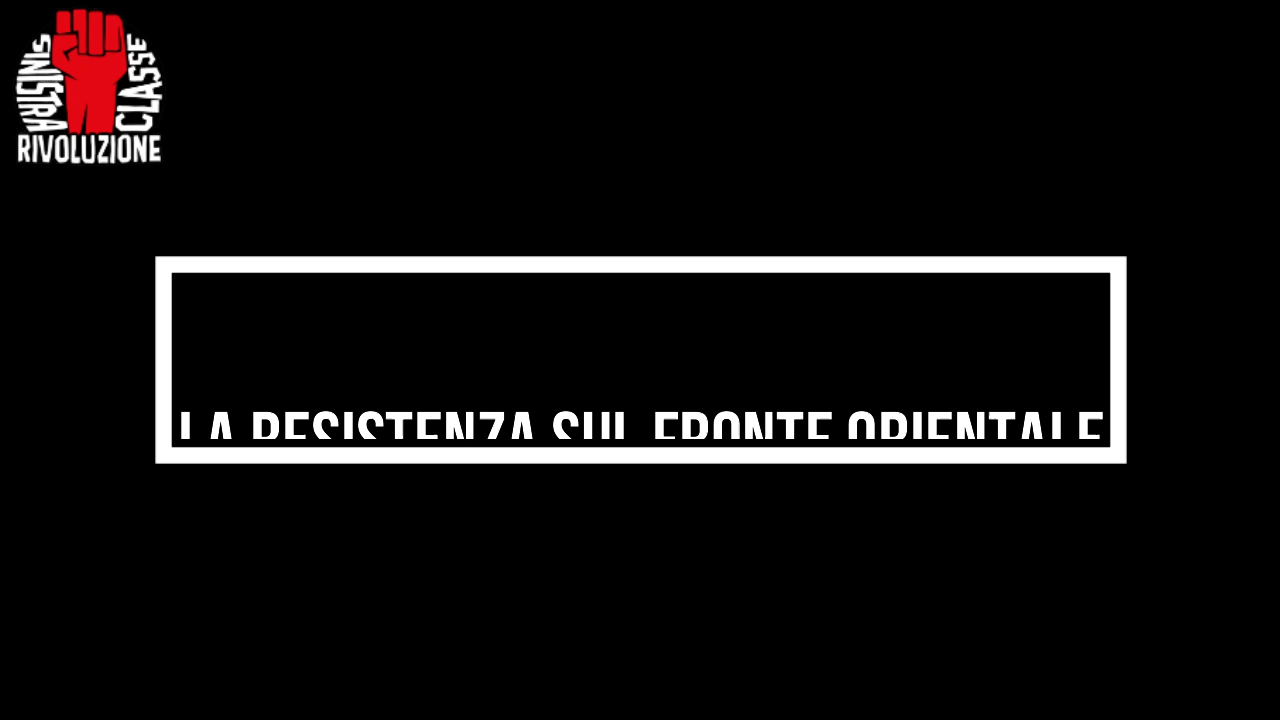 SINISTRA
CLASSE
RIVOLUZIONE
LA RESISTENZA SUL FRONTE ORIENTALE